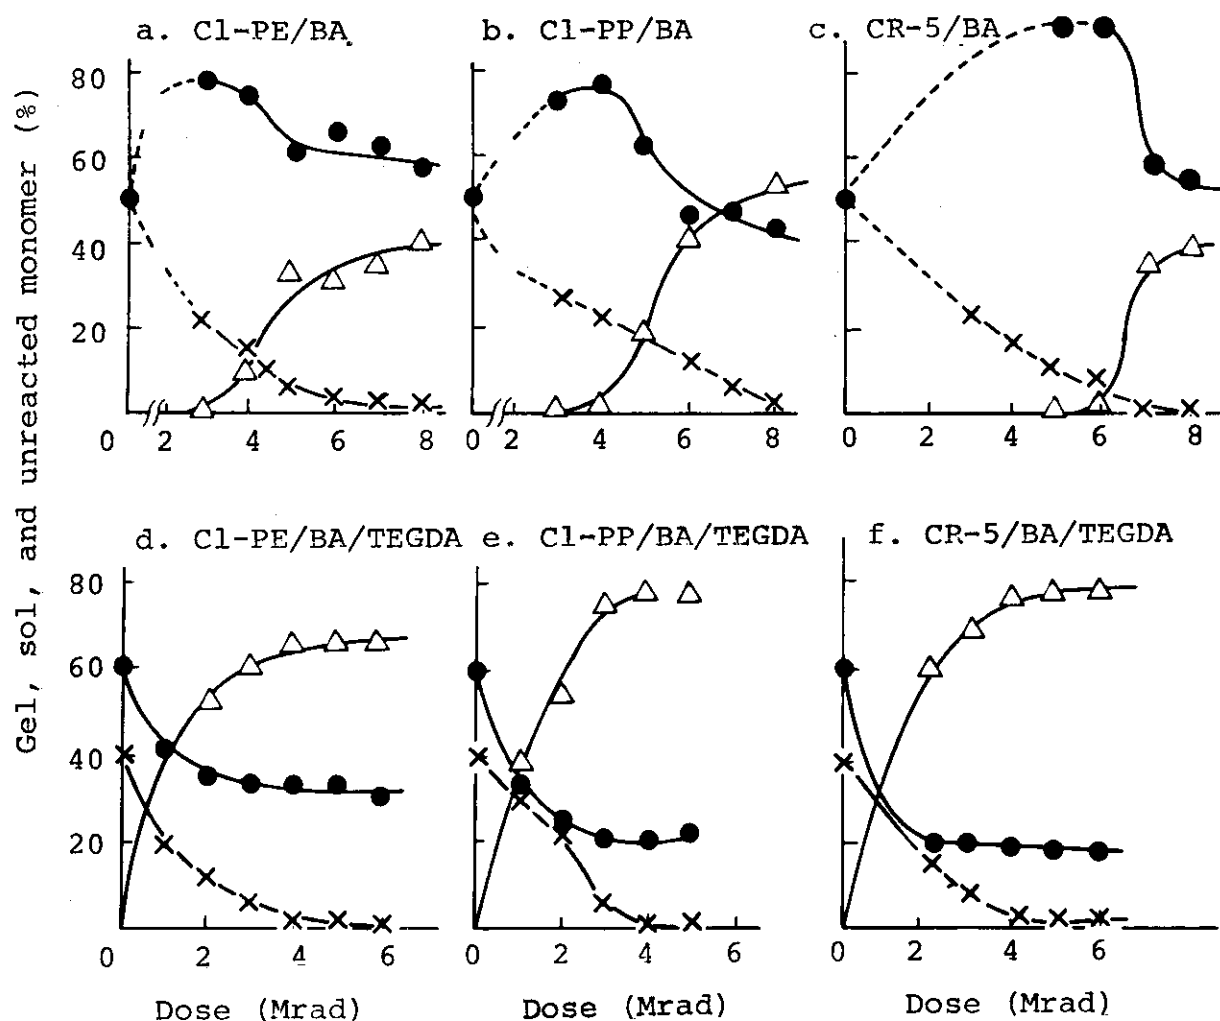 Gel, sol, and unreacted monomer (%)
a. Cl-PE/BA
b. Cl-PP/BA
c. CR-5/BA
80
60
40
20
0 2 4 6 8
2 4 6 8
0 2 4 6 8
d. Cl-PE/BA/TEGDA
e. Cl-PP/BA/TEGDA
f. CR-5/BA/TEGDA
80
60
40
20
0 2 4 6
0 2 4 6
0 2 4 6
Dose (Mrad)
Dose (Mrad)
Dose (Mrad)